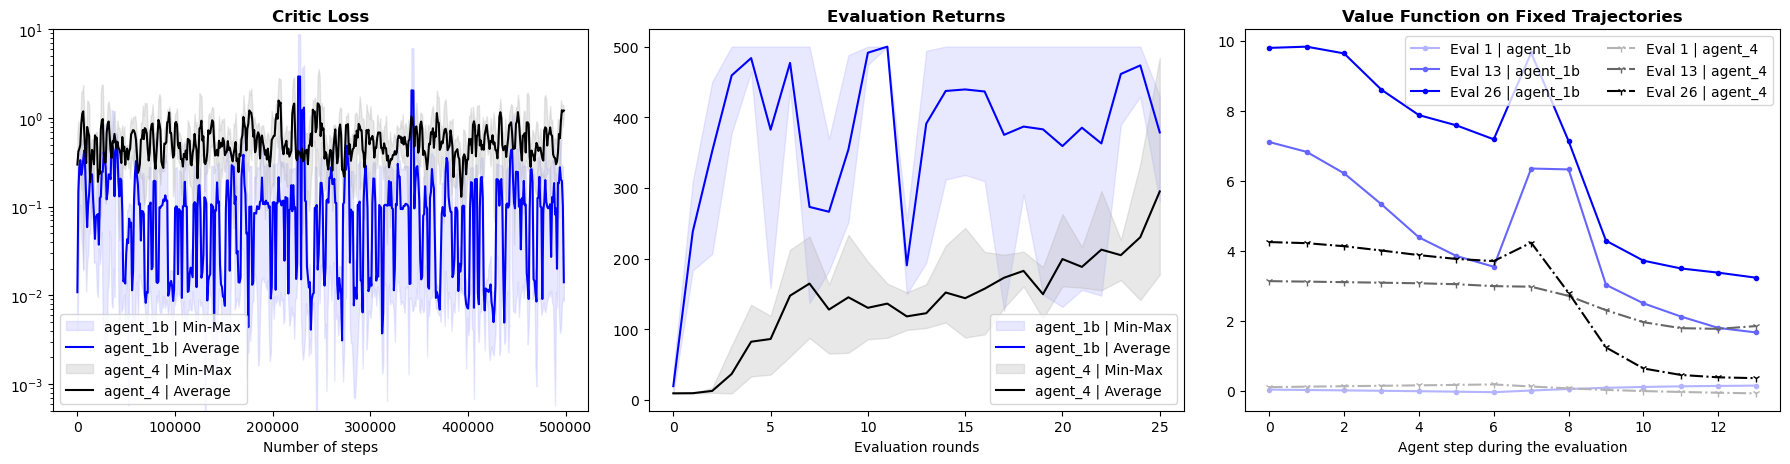 Critic Loss
10¹
10⁰
10⁻¹
10⁻²
10⁻³
agent_1b | Min-Max
agent_1b | Average
agent_4 | Min-Max
agent_4 | Average
0 100000 200000 300000 400000 500000
Number of steps
Evaluation Returns
500
400
300
200
100
0
agent_1b | Min-Max
agent_1b | Average
agent_4 | Min-Max
agent_4 | Average
0 5 10 15 20 25
Evaluation rounds
Value Function on Fixed Trajectories
10
8
6
4
2
0
Eval 1 | agent_1b Eval 1 | agent_4
Eval 13 | agent_1b Eval 13 | agent_4
Eval 26 | agent_1b Eval 26 | agent_4
0 2 4 6 8 10 12
Agent step during the evaluation